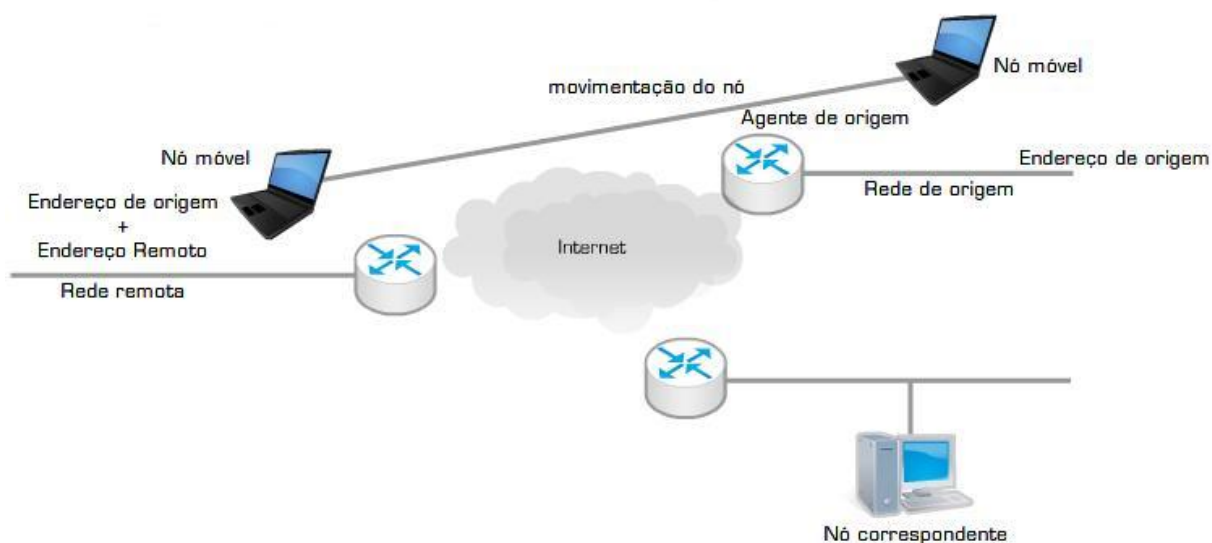 Nó móvel
movimentação do nó
Agente de origem
Nó móvel
Endereço de origem
Rede de origem
Endereço de origem
+
Endereço Remoto
Rede remota
Internet
Nó correspondente